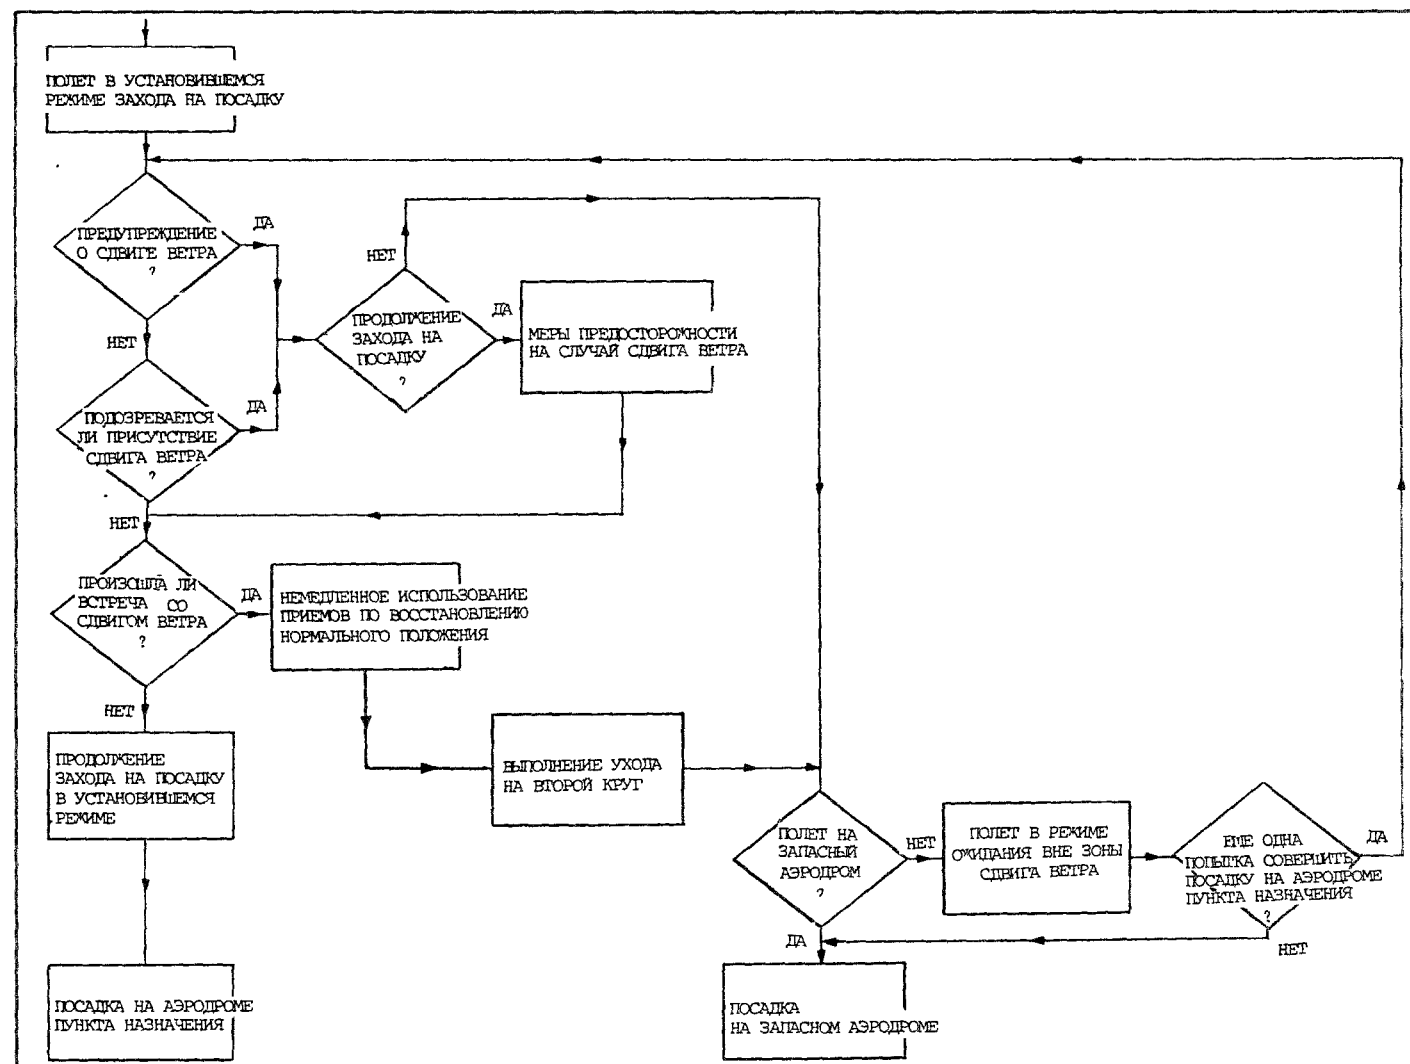 ПОЛЕТ В УСТАНОВИВШЕМСЯ
РЕЖИМЕ ЗАХОДА НА ПОСАДКУ
ПРЕДУПРЕЖДЕНИЕ
О СДВИГЕ ВЕТРА
?
ДА
НЕТ
ПОДОЗРЕВАЕТСЯ
ЛИ ПРИСУТСТВИЕ
СДВИГА ВЕТРА
?
ДА
НЕТ
ПРОДОЛЖЕНИЕ
ЗАХОДА НА
ПОСАДКУ
?
НЕТ
ДА
МЕРЫ ПРЕДОСТОРОЖНОСТИ
НА СЛУЧАЙ СДВИГА ВЕТРА
ПРОИЗОШЛА ЛИ
ВСТРЕЧА СО
СДВИГОМ ВЕТРА
?
ДА
НЕТ
НЕМЕДЛЕННОЕ ИСПОЛЬЗОВАНИЕ
ПРИЕМОВ ПО ВОССТАНОВЛЕНИЮ
НОРМАЛЬНОГО ПОЛОЖЕНИЯ
ВЫПОЛНЕНИЕ УХОДА
НА ВТОРОЙ КРУГ
ПРОДОЛЖЕНИЕ
ЗАХОДА НА ПОСАДКУ
В УСТАНОВИВШЕМСЯ
РЕЖИМЕ
ПОСАДКА НА АЭРОДРОМЕ
ПУНКТА НАЗНАЧЕНИЯ
ПОЛЕТ НА
ЗАПАСНЫЙ
АЭРОДРОМ
?
НЕТ
ДА
ПОЛЕТ В РЕЖИМЕ
ОЖИДАНИЯ ВНЕ ЗОНЫ
СДВИГА ВЕТРА
ЕЩЕ ОДНА
ПОПЫТКА СОВЕРШИТЬ
ПОСАДКУ НА АЭРОДРОМЕ
ПУНКТА НАЗНАЧЕНИЯ
?
ДА
НЕТ
ПОСАДКА
НА ЗАПАСНОМ АЭРОДРОМЕ